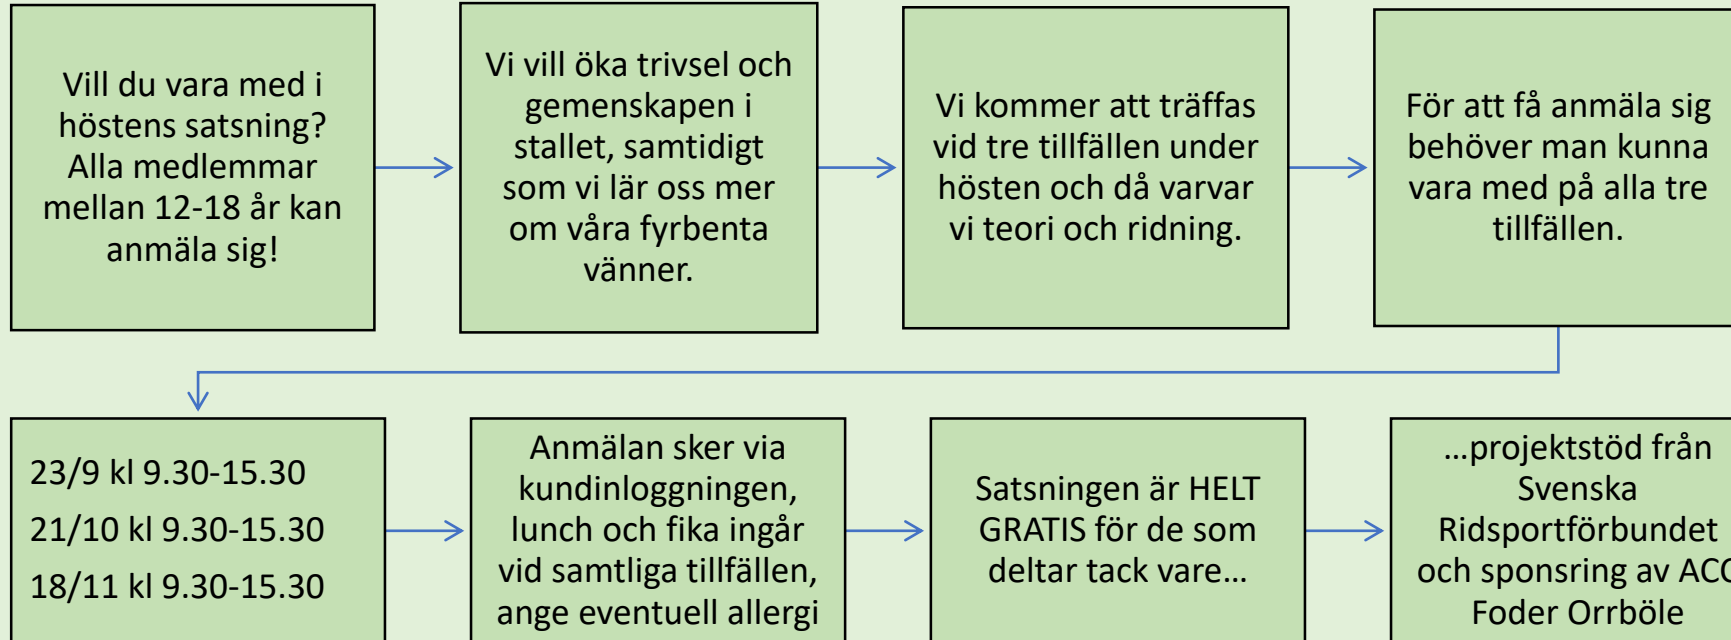 Vill du vara med i
höstens satsning?
Alla medlemmar
mellan 12-18 år kan
anmäla sig!
Vi vill öka trivsel och
gemenskapen i
stallet, samtidigt
som vi lär oss mer
om våra fyrbenta
vänner.
Vi kommer att träffas
vid tre tillfällen under
hösten och då varvar
vi teori och ridning.
För att få anmäla sig
behöver man kunna
vara med på alla tre
tillfällen.
23/9 kl 9.30-15.30
21/10 kl 9.30-15.30
18/11 kl 9.30-15.30
Anmälan sker via
kundinloggningen,
lunch och fika ingår
vid samtliga tillfällen,
ange eventuell allergi
Satsningen är HELT
GRATIS för de som
deltar tack vare…
…projektstöd från
Svenska
Ridsportförbundet
och sponsring av
Foder Orrböle